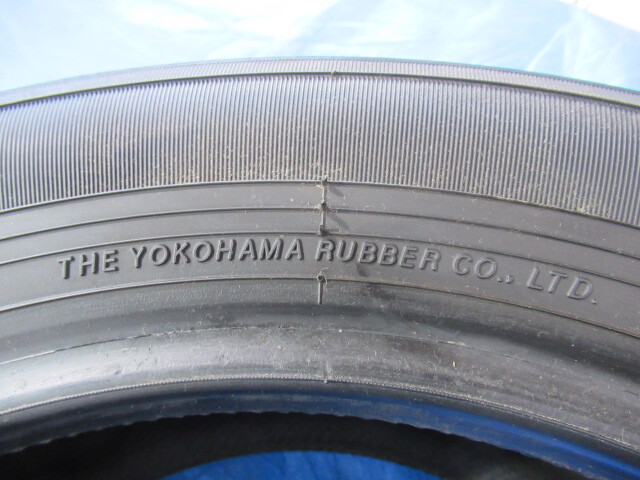 THE YOKOHAMA RUBBER CO., LTD.